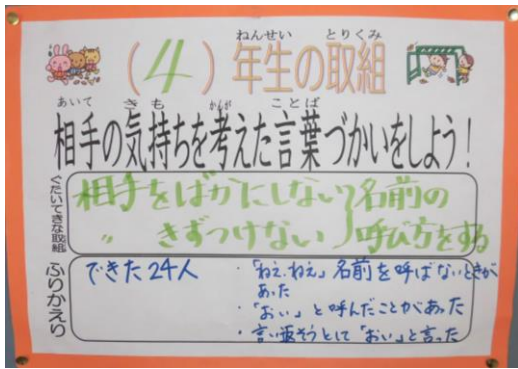 ねんせい とりくみ
（4）年生の取組
あいて きも かんが ことば
相手の気持ちを考えた言葉づかいをしよう！
ぐたいてきな取組
相手をばかにしない 名前の
〃 きずつけない 呼び方をする
ふりかえり
できた24人
・「ねえ、ねえ」名前を呼ばないときが
あった
・「おい」と呼んだことがあった
・言い返そうとして「おい」と言った